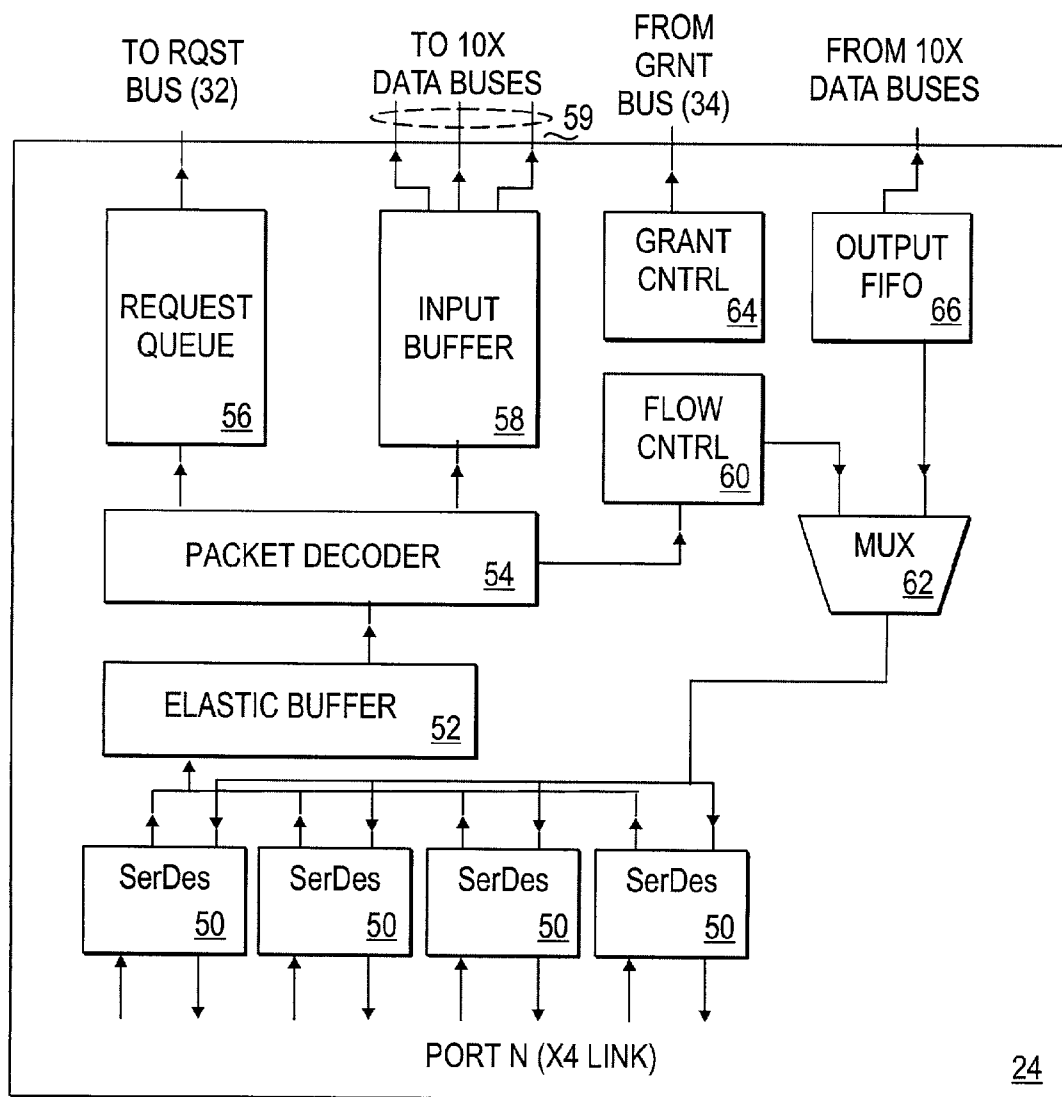 TO RQST
BUS (32)
TO 10X
DATA BUSES
FROM
GRNT
BUS (34)
FROM 10X
DATA BUSES
59
REQUEST
QUEUE
56
INPUT
BUFFER
58
GRANT
CNTRL
64
OUTPUT
FIFO
66
FLOW
CNTRL
60
PACKET DECODER
54
MUX
62
ELASTIC BUFFER
52
SerDes
50
SerDes
50
SerDes
50
SerDes
50
PORT N (X4 LINK)
24